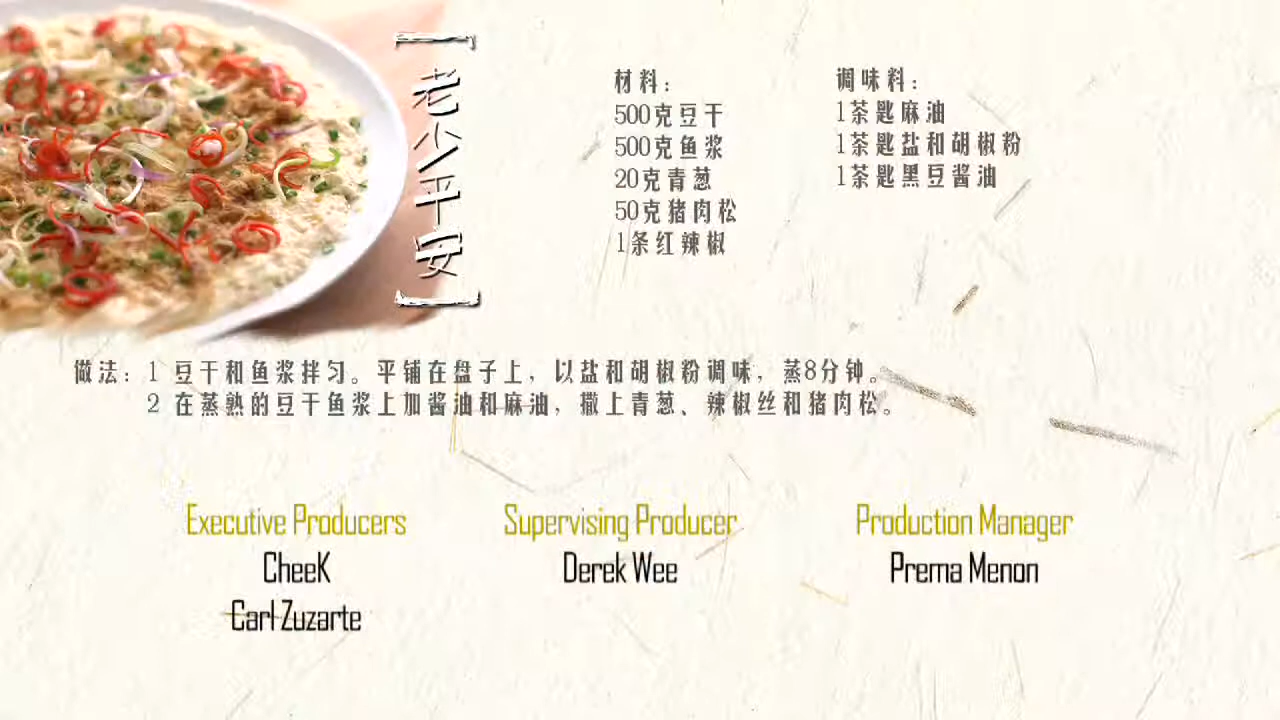 [老少平安]
材料：
500克豆干
500克鱼浆
20克青葱
50克猪肉松
1条红辣椒
调味料：
1茶匙麻油
1茶匙盐和胡椒粉
1茶匙黑豆酱油
做法：1 豆干和鱼浆拌匀。平铺在盘子上，以盐和胡椒粉调味，蒸8分钟。
2 在蒸熟的豆干鱼浆上加酱油和麻油，撒上青葱、辣椒丝和猪肉松。
Executive Producers
CheeK
Carl Zuzarte
Supervising Producer
Derek Wee
Production Manager
Prema Menon